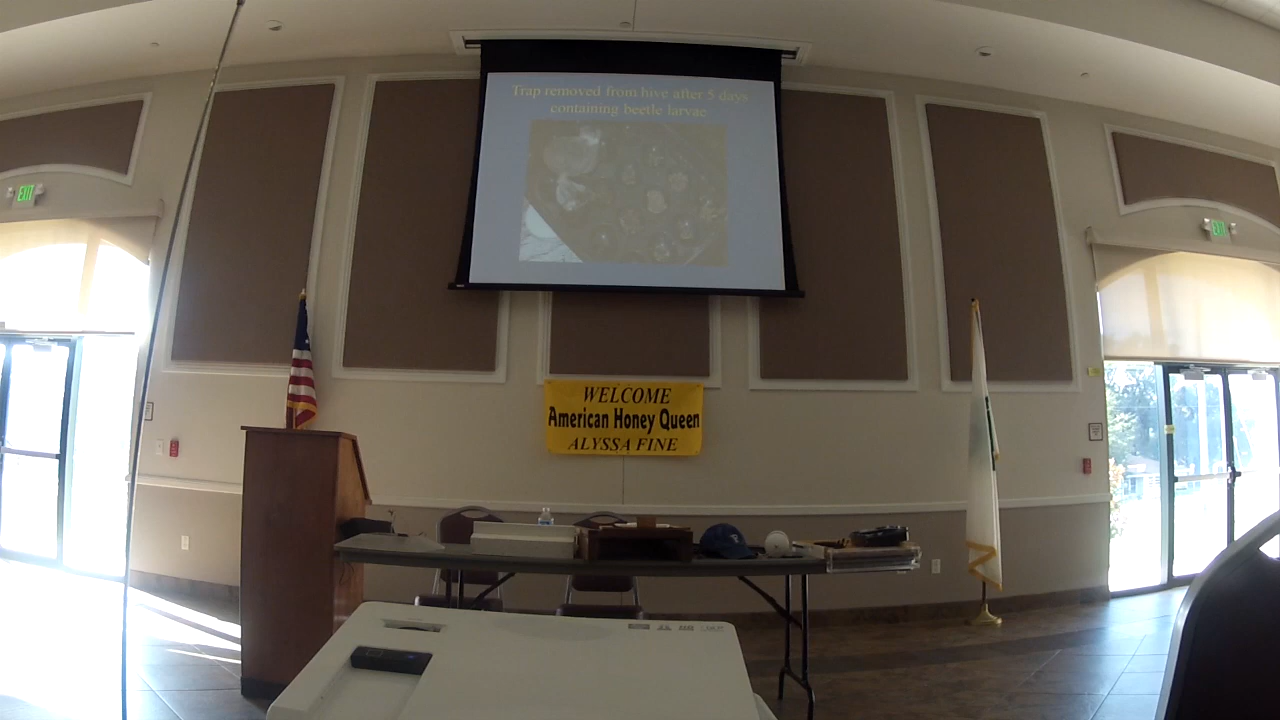 Trap removed from hive after 5 days
containing beetle larvae
EXIT
EXIT
WELCOME
American Honey Queen
ALYSSA FINE